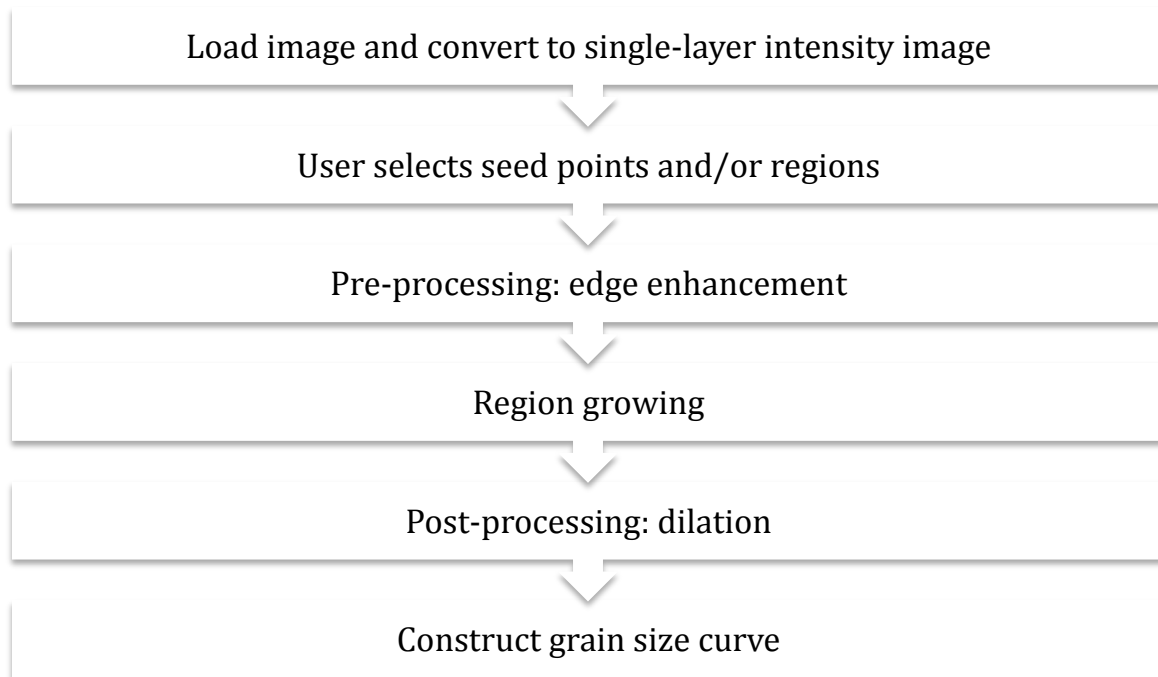 Load image and convert to single-layer intensity image
User selects seed points and/or regions
Pre-processing: edge enhancement
Region growing
Post-processing: dilation
Construct grain size curve